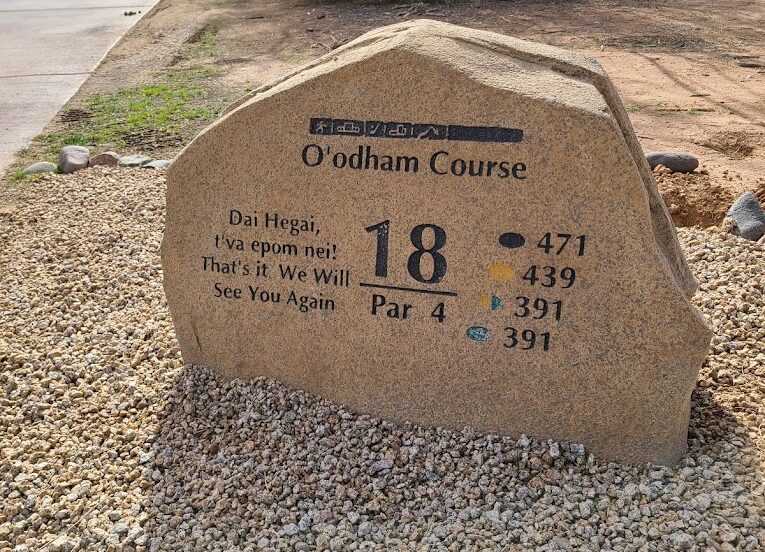 O'odham Course
Dai Hegai,
t'va epom nei!
That's it We Will
See You Again
18
Par 4
471
439
391
391